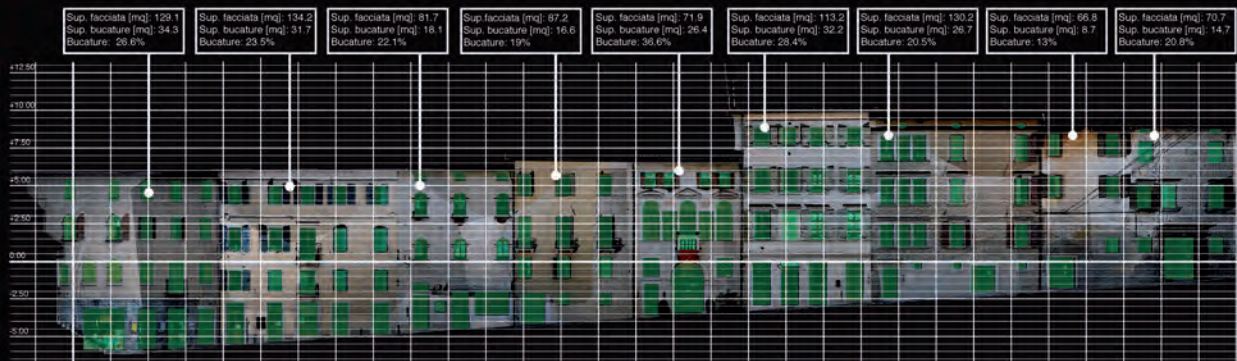 Sup. facciata [mq]: 129.1
Sup. bucature [mq]: 34.3
Bucature: 26.6%
Sup. facciata [mq]: 134.2
Sup. bucature [mq]: 31.7
Bucature: 23.5%
Sup. facciata [mq]: 81.7
Sup. bucature [mq]: 18.1
Bucature: 22.1%
Sup.facciata [mq]: 87.2
Sup. bucature [mq]: 16.6
Bucature: 19%
Sup. facciata [mq]: 71.9
Sup. bucature [mq]: 26.4
Bucature: 36.6%
Sup. facciata [mq]: 113.2
Sup. bucature [mq]: 32.2
Bucature: 28.4%
Sup. facciata [mq]: 130.2
Sup. bucature [mq]: 26.7
Bucature: 20.5%
Sup. facciata [mq]: 66.8
Sup. bucature [mq]: 8.7
Bucature: 13%
Sup. facciata [mq]: 70.7
Sup. bucature [mq]: 14.7
Bucature: 20.8%
+12.50
+10.00
+7.50
+5.00
+2.50
0.00
-2.50
-5.00